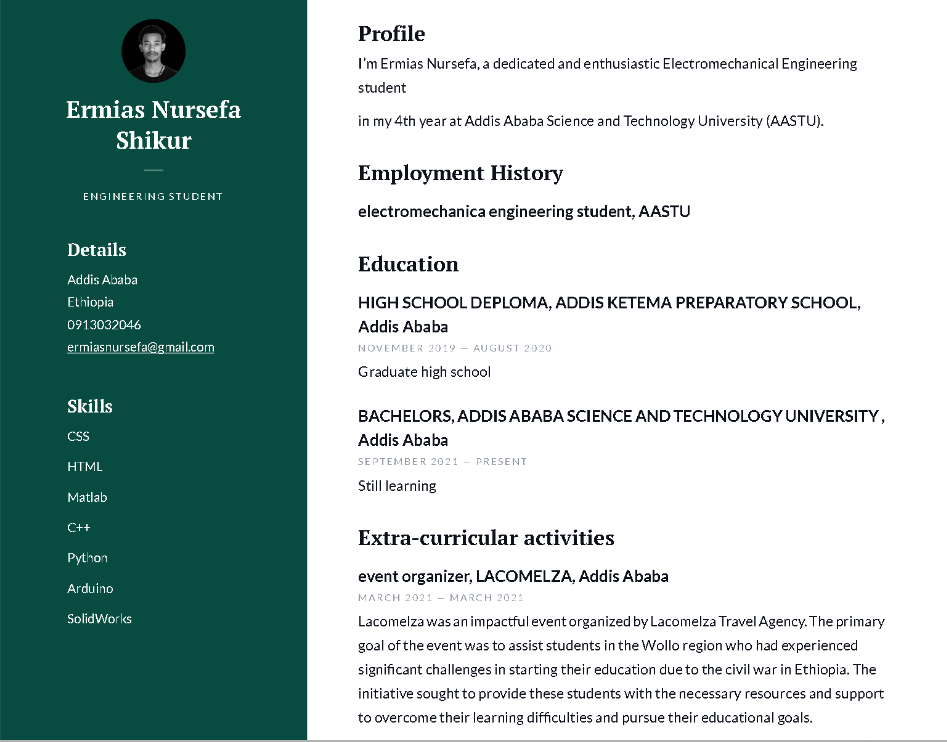 Ermias Nursefa
Shikur
ENGINEERING STUDENT
Details
Addis Ababa
Ethiopia
0913032046
ermiasnursefa@gmail.com
Skills
CSS
HTML
Matlab
C++
Python
Arduino
SolidWorks
Profile
I'm Ermias Nursefa, a dedicated and enthusiastic Electromechanical Engineering
student
in my 4th year at Addis Ababa Science and Technology University (AASTU).
Employment History
electromechanica engineering student, AASTU
Education
HIGH SCHOOL DEPLOMA, ADDIS KETEMA PREPARATORY SCHOOL,
Addis Ababa
NOVEMBER 2019 — AUGUST 2020
Graduate high school
BACHELORS, ADDIS ABABA SCIENCE AND TECHNOLOGY UNIVERSITY ,
Addis Ababa
SEPTEMBER 2021 — PRESENT
Still learning
Extra-curricular activities
event organizer, LACOMELZA, Addis Ababa
MARCH 2021 — MARCH 2021
Lacomelza was an impactful event organized by Lacomelza Travel Agency. The primary
goal of the event was to assist students in the Wollo region who had experienced
significant challenges in starting their education due to the civil war in Ethiopia. The
initiative sought to provide these students with the necessary resources and support
to overcome their learning difficulties and pursue their educational goals.